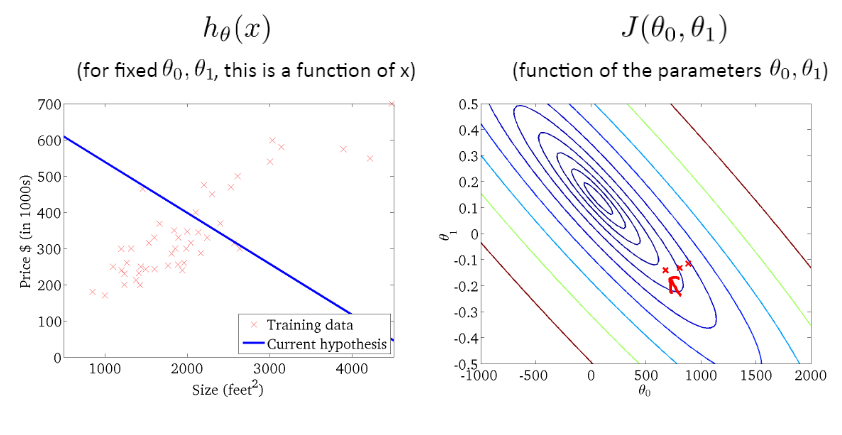 hθ(x)
(for fixed θ₀, θ₁, this is a function of x)
700
600
500
400
300
200
100
0
Price $ (in 1000s)
1000 2000 3000 4000
Size (feet²)
Training data
Current hypothesis
J(θ₀, θ₁)
(function of the parameters θ₀, θ₁)
0.5
0.4
0.3
0.2
0.1
0
-0.1
-0.2
-0.3
-0.4
-0.5
θ₁
-1000 -500 0 500 1000 1500 2000
θ₀